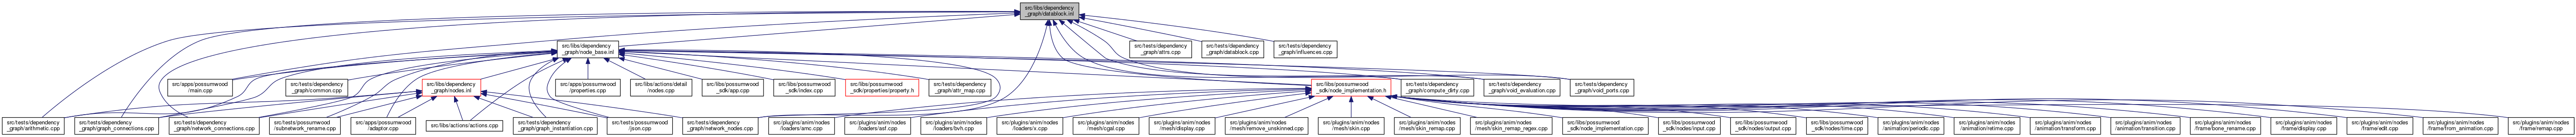 src/libs/dependency
_graph/datablock.inl
src/libs/dependency
_graph/node_base.inl
src/tests/dependency
_graph/attrs.cpp
src/tests/dependency
_graph/datablock.cpp
src/tests/dependency
_graph/influences.cpp
src/apps/possumwood
/main.cpp
src/tests/dependency
_graph/common.cpp
src/libs/dependency
_graph/nodes.inl
src/apps/possumwood
/properties.cpp
src/libs/actions/detail
/nodes.cpp
src/libs/possumwood
_sdk/app.cpp
src/libs/possumwood
_sdk/index.cpp
src/libs/possumwood
_sdk/properties/property.h
src/tests/dependency
_graph/attr_map.cpp
src/libs/possumwood
_sdk/node_implementation.h
src/tests/dependency
_graph/compute_dirty.cpp
src/tests/dependency
_graph/void_evaluation.cpp
src/tests/dependency
_graph/void_ports.cpp
src/tests/dependency
_graph/arithmetic.cpp
src/tests/dependency
_graph/graph_connections.cpp
src/tests/dependency
_graph/network_connections.cpp
src/tests/possumwood
/subnetwork_rename.cpp
src/apps/possumwood
/adaptor.cpp
src/libs/actions/actions.cpp
src/tests/dependency
_graph/graph_instantiation.cpp
src/tests/possumwood
/json.cpp
src/tests/dependency
_graph/network_nodes.cpp
src/plugins/anim/nodes
/loaders/amc.cpp
src/plugins/anim/nodes
/loaders/asf.cpp
src/plugins/anim/nodes
/loaders/bvh.cpp
src/plugins/anim/nodes
/loaders/x.cpp
src/plugins/anim/nodes
/mesh/cgal.cpp
src/plugins/anim/nodes
/mesh/display.cpp
src/plugins/anim/nodes
/mesh/remove_unskinned.cpp
src/plugins/anim/nodes
/mesh/skin.cpp
src/plugins/anim/nodes
/mesh/skin_remap.cpp
src/plugins/anim/nodes
/mesh/skin_remap_regex.cpp
src/libs/possumwood
_sdk/node_implementation.cpp
src/libs/possumwood
_sdk/nodes/input.cpp
src/libs/possumwood
_sdk/nodes/output.cpp
src/libs/possumwood
_sdk/nodes/time.cpp
src/plugins/anim/nodes
/animation/periodic.cpp
src/plugins/anim/nodes
/animation/retime.cpp
src/plugins/anim/nodes
/animation/transform.cpp
src/plugins/anim/nodes
/animation/transition.cpp
src/plugins/anim/nodes
/frame/bone_rename.cpp
src/plugins/anim/nodes
/frame/display.cpp
src/plugins/anim/nodes
/frame/edit.cpp
src/plugins/anim/nodes
/frame/from_animation.cpp
src/plugins/anim/nodes
/frame/remap.cpp